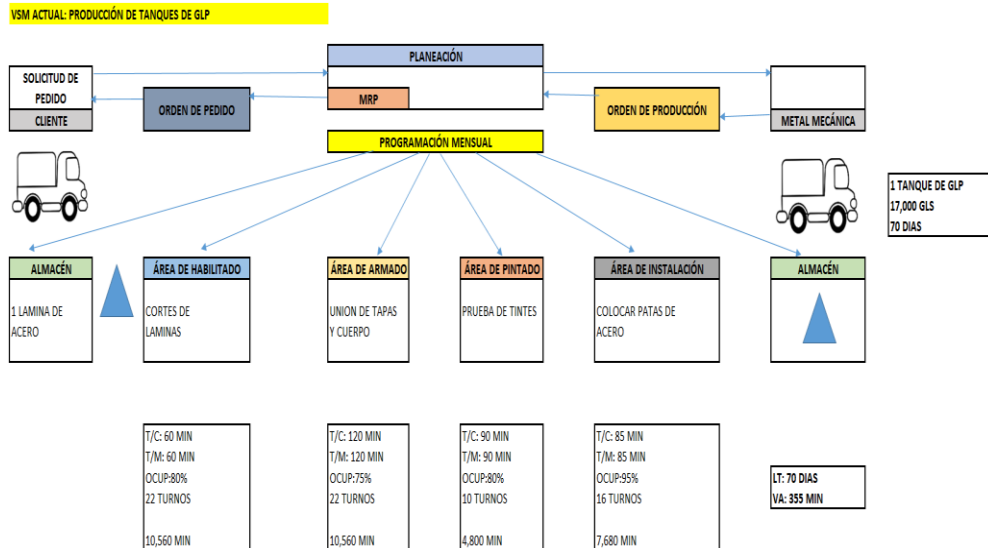 VSM ACTUAL: PRODUCCIÓN DE TANQUES DE GLP
PLANEACIÓN
SOLICITUD DE
PEDIDO
CLIENTE
ORDEN DE PEDIDO
MRP
ORDEN DE PRODUCCIÓN
METAL MECÁNICA
PROGRAMACIÓN MENSUAL
1 TANQUE DE GLP
17,000 GLS
70 DIAS
ALMACÉN
1 LAMINA DE
ACERO
ÁREA DE HABILITADO
CORTES DE
LAMINAS
ÁREA DE ARMADO
UNION DE TAPAS
Y CUERPO
ÁREA DE PINTADO
PRUEBA DE TINTES
ÁREA DE INSTALACIÓN
COLOCAR PATAS DE
ACERO
ALMACÉN
T/C: 60 MIN
T/M: 60 MIN
OCUP:80%
22 TURNOS
10,560 MIN
T/C: 120 MIN
T/M: 120 MIN
OCUP:75%
22 TURNOS
10,560 MIN
T/C: 90 MIN
T/M: 90 MIN
OCUP:80%
10 TURNOS
4,800 MIN
T/C: 85 MIN
T/M: 85 MIN
OCUP:95%
16 TURNOS
7,680 MIN
LT: 70 DIAS
VA: 355 MIN